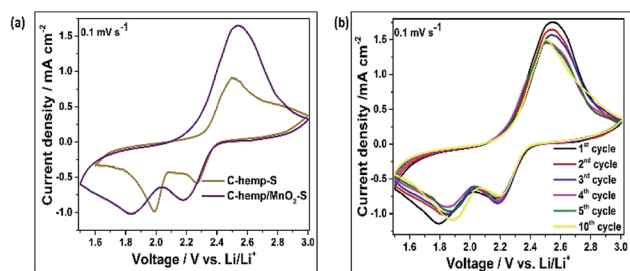 (a)
0.1 mV s⁻¹
Current density / mA cm⁻²
1.5
1.0
0.5
0.0
-0.5
-1.0
C-hemp-S
C-hemp/MnO₂-S
1.6 1.8 2.0 2.2 2.4 2.6 2.8 3.0
Voltage / V vs. Li/Li⁺
(b)
0.1 mV s⁻¹
Current density /mA cm⁻²
1.5
1.0
0.5
0.0
-0.5
-1.0
1ˢᵗ cycle
2ⁿᵈ cycle
3ʳᵈ cycle
4ᵗʰ cycle
5ᵗʰ cycle
10ᵗʰ cycle
1.6 1.8 2.0 2.2 2.4 2.6 2.8 3.0
Voltage / V vs. Li/Li⁺